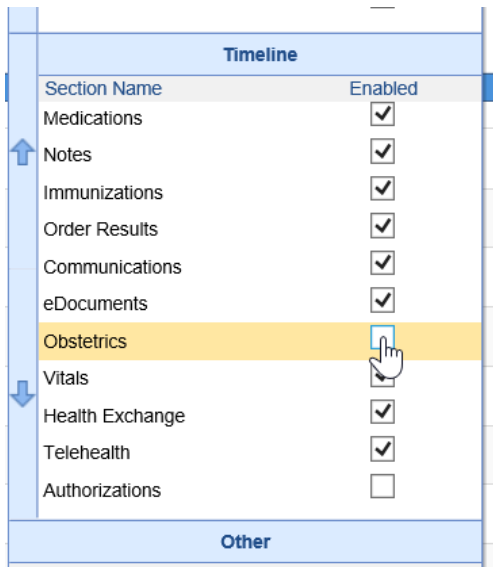 Timeline
Section Name Enabled
Medications
Notes
Immunizations
Order Results
Communications
eDocuments
Obstetrics
Vitals
Health Exchange
Telehealth
Authorizations
Other